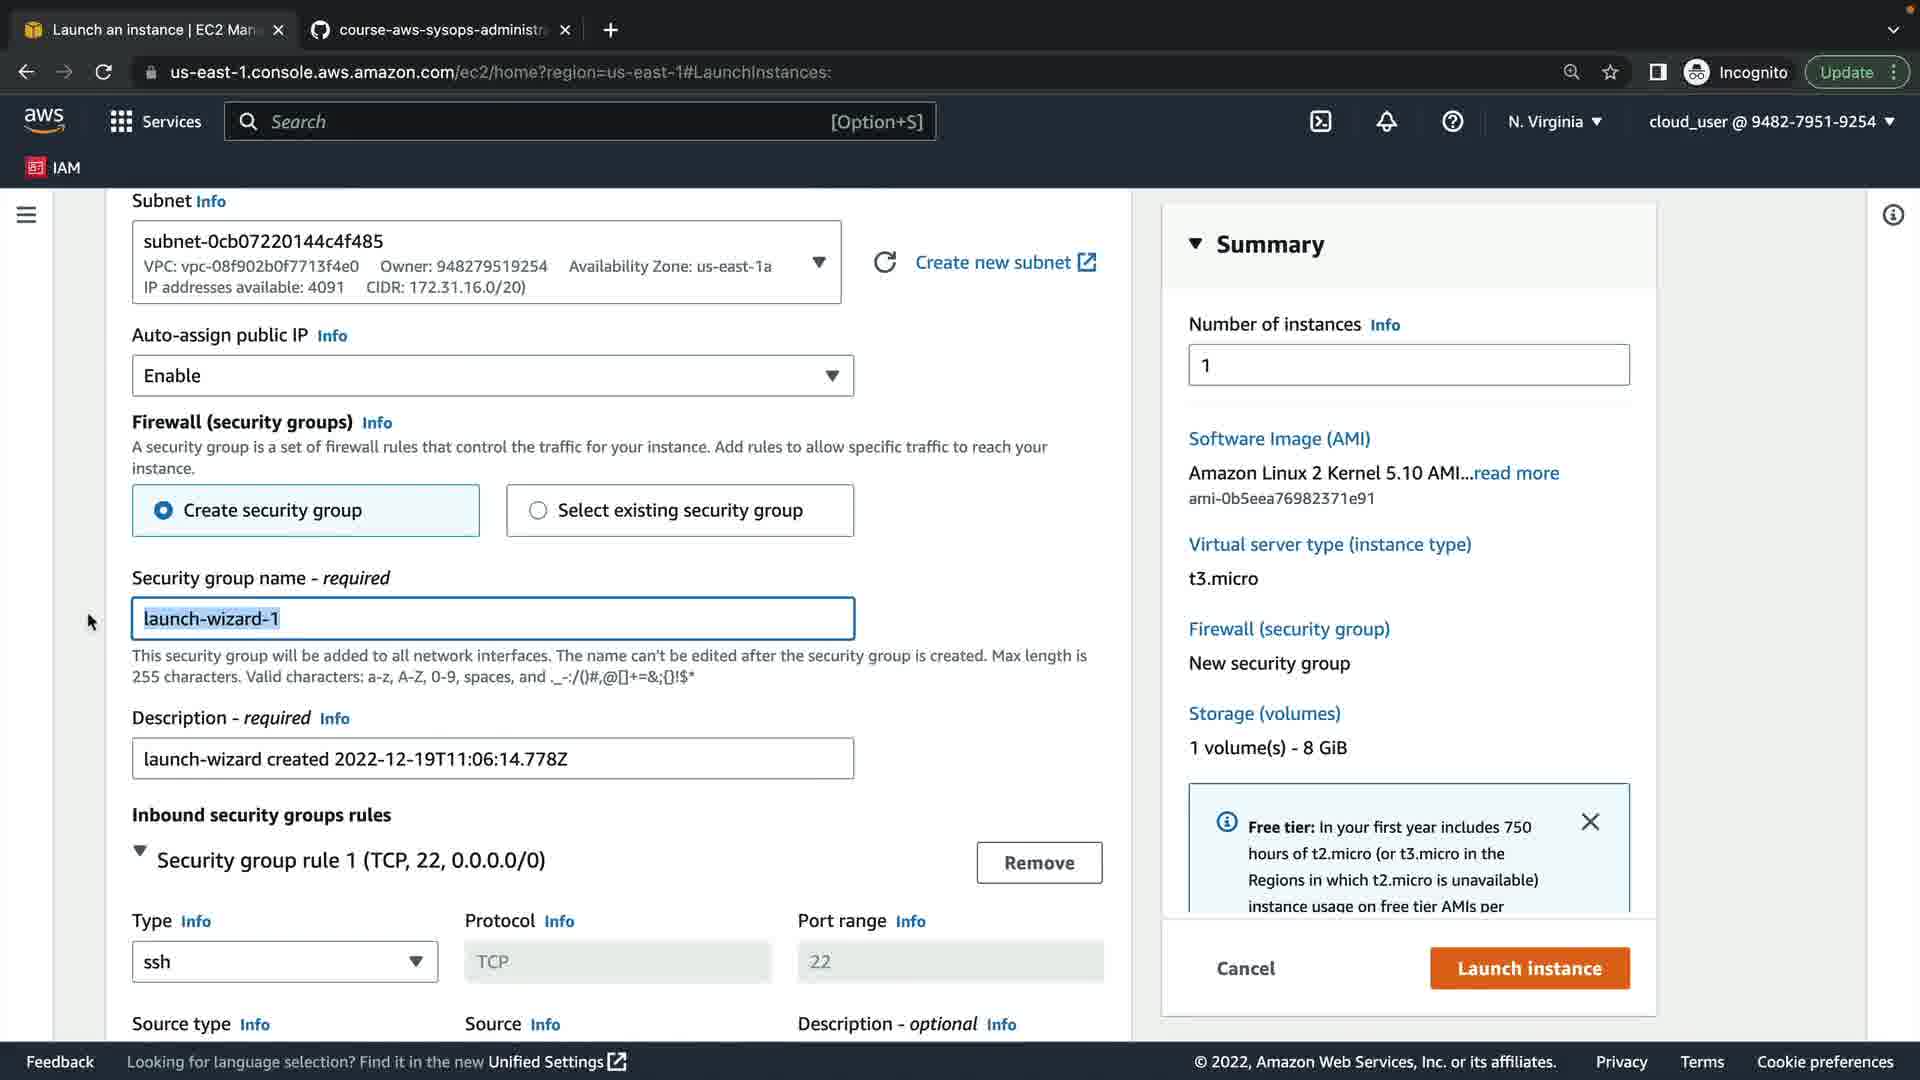 Launch an instance | EC2 Man
course-aws-sysops-administr
us-east-1.console.aws.amazon.com/ec2/home?region=us-east-1#LaunchInstances:
Incognito
Update
aws
Services
Search
[Option+S]
N. Virginia
cloud_user @ 9482-7951-9254
IAM
Subnet Info
subnet-0cb07220144c4f485
VPC: vpc-08f902b0f7713f4e0 Owner: 948279519254 Availability Zone: us-east-1a
IP addresses available: 4091 CIDR: 172.31.16.0/20)
Create new subnet
Auto-assign public IP Info
Enable
Firewall (security groups) Info
A security group is a set of firewall rules that control the traffic for your instance. Add rules to allow specific traffic to reach your
instance.
Create security group
Select existing security group
Security group name - required
launch-wizard-1
This security group will be added to all network interfaces. The name can't be edited after the security group is created. Max length is
255 characters. Valid characters: a-z, A-Z, 0-9, spaces, and ._-:/()#,@[]+=&;{}!$*
Description - required Info
launch-wizard created 2022-12-19T11:06:14.778Z
Inbound security groups rules
Security group rule 1 (TCP, 22, 0.0.0.0/0)
Remove
Type Info
Protocol Info
Port range Info
ssh
TCP
22
Source type Info
Source Info
Description - optional Info
Summary
Number of instances Info
1
Software Image (AMI)
Amazon Linux 2 Kernel 5.10 AMI...read more
ami-0b5eea76982371e91
Virtual server type (instance type)
t3.micro
Firewall (security group)
New security group
Storage (volumes)
1 volume(s) - 8 GiB
Free tier: In your first year includes 750
hours of t2.micro (or t3.micro in the
Regions in which t2.micro is unavailable)
instance usage on free tier AMIs per
Cancel
Launch instance
Feedback
Looking for language selection? Find it in the new Unified Settings
© 2022, Amazon Web Services, Inc. or its affiliates.
Privacy
Terms
Cookie preferences